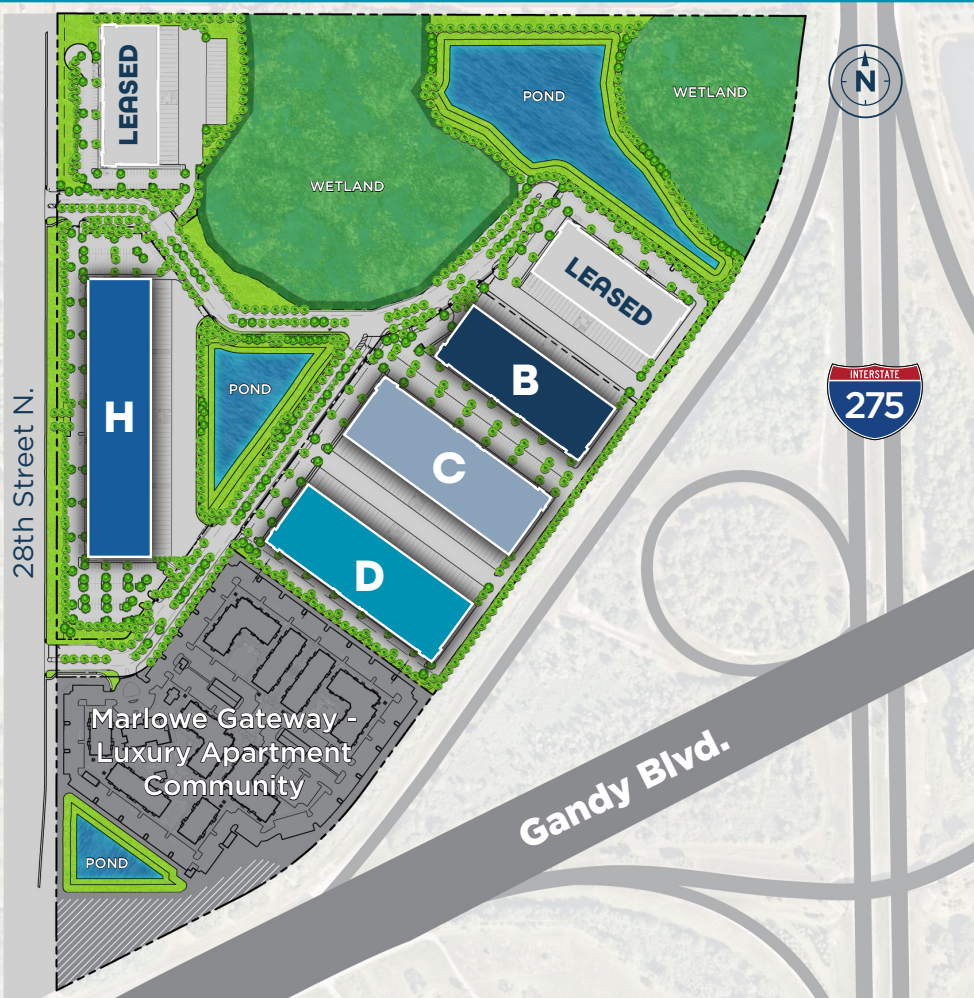 LEASED
POND
WETLAND
N
WETLAND
LEASED
INTERSTATE
275
B
POND
28th Street N.
H
C
D
Marlowe Gateway -
Luxury Apartment
Community
Gandy Blvd.
POND